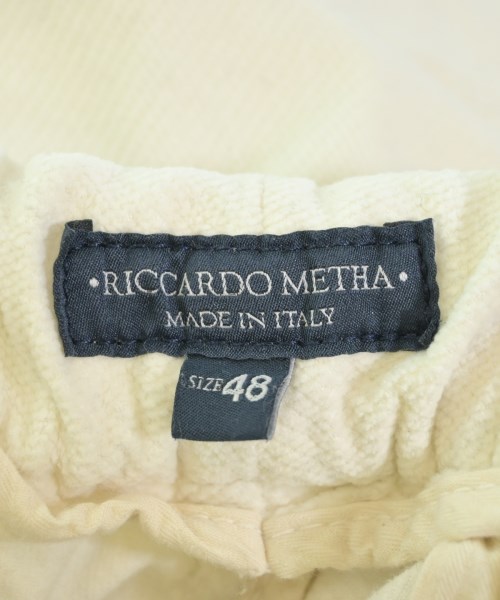 ·RICCARDO METHA·
MADE IN ITALY
SIZE 48